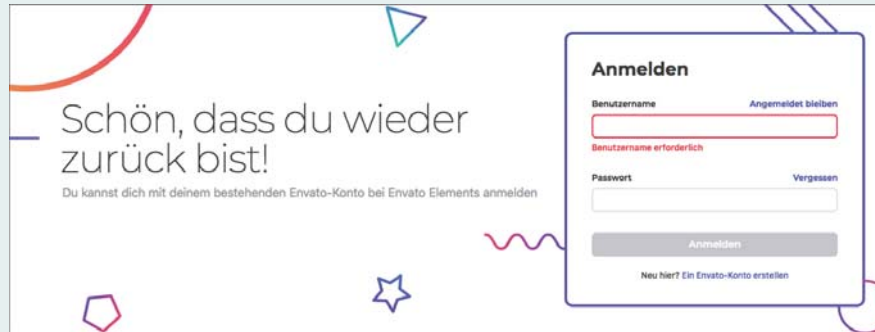 Schön, dass du wieder
zurück bist!
Du kannst dich mit deinem bestehenden Envato-Konto bei Envato Elements anmelden
Anmelden
Benutzername Angemeldet bleiben
Benutzername erforderlich
Passwort Vergessen
Anmelden
Neu hier? Ein Envato-Konto erstellen